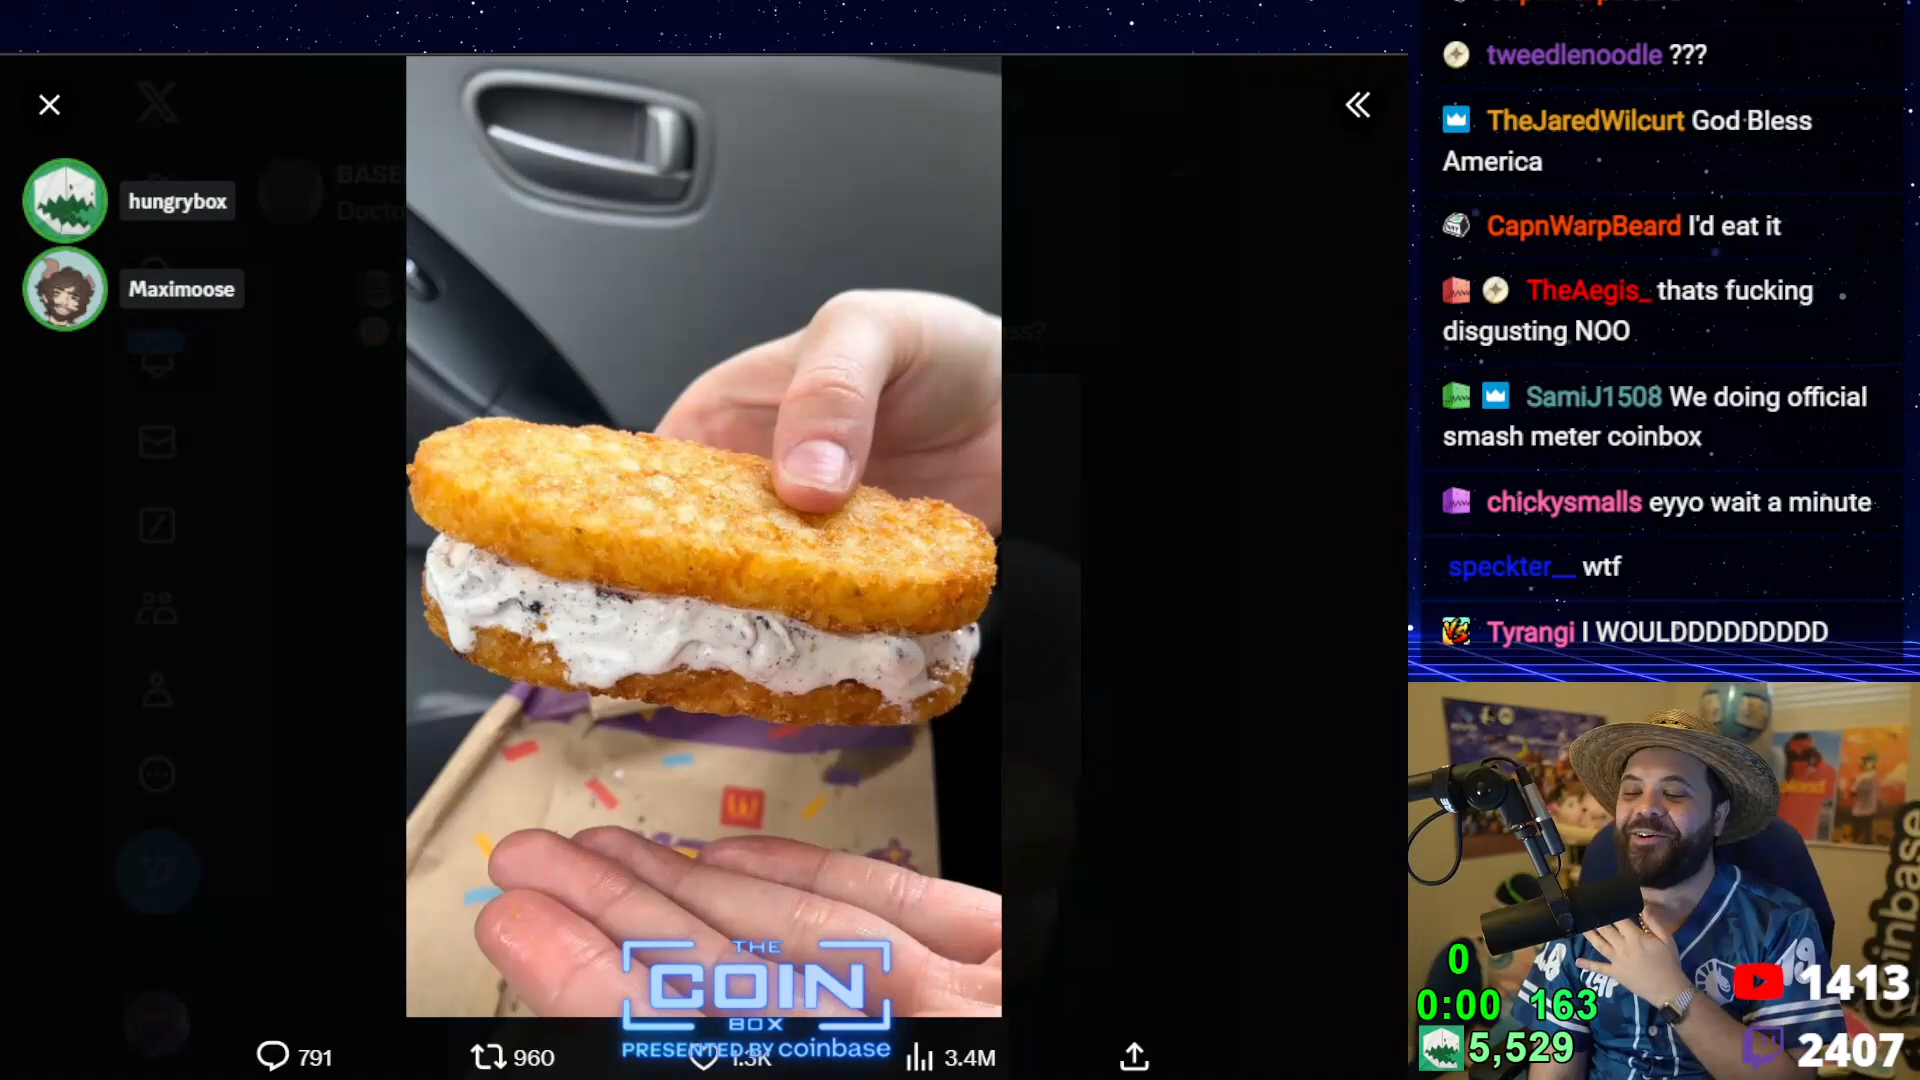 tweedlenoodle ???
TheJaredWilcurt God Bless
America
CapnWarpBeard I'd eat it
TheAegis_ thats fucking
disgusting NOO
SamiJ1508 We doing official
smash meter coinbox
chickysmalls eyyo wait a minute
speckter__ wtf
Tyrangi I WOULDDDDDDDDD
hungrybox
Maximoose
THE
COIN
BOX
PRESENTED BY coinbase
791
960
1.3K
3.4M
0
0:00 163
5,529
1413
2407
coinbase